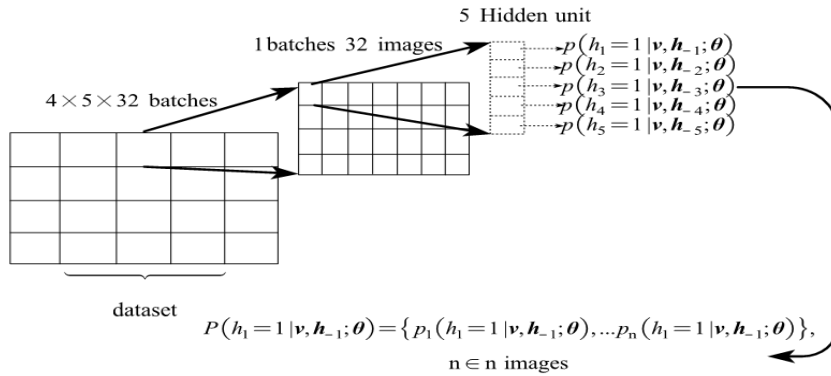 5 Hidden unit
1 batches 32 images
p(h₁=1|v,h₋₁;θ)
p(h₂=1|v,h₋₂;θ)
p(h₃=1|v,h₋₃;θ)
p(h₄=1|v,h₋₄;θ)
p(h₅=1|v,h₋₅;θ)
4×5×32 batches
dataset
P(h₁=1|v,h₋₁;θ)={p₁(h₁=1|v,h₋₁;θ),...pₙ(h₁=1|v,h₋₁;θ)},
n∈n images